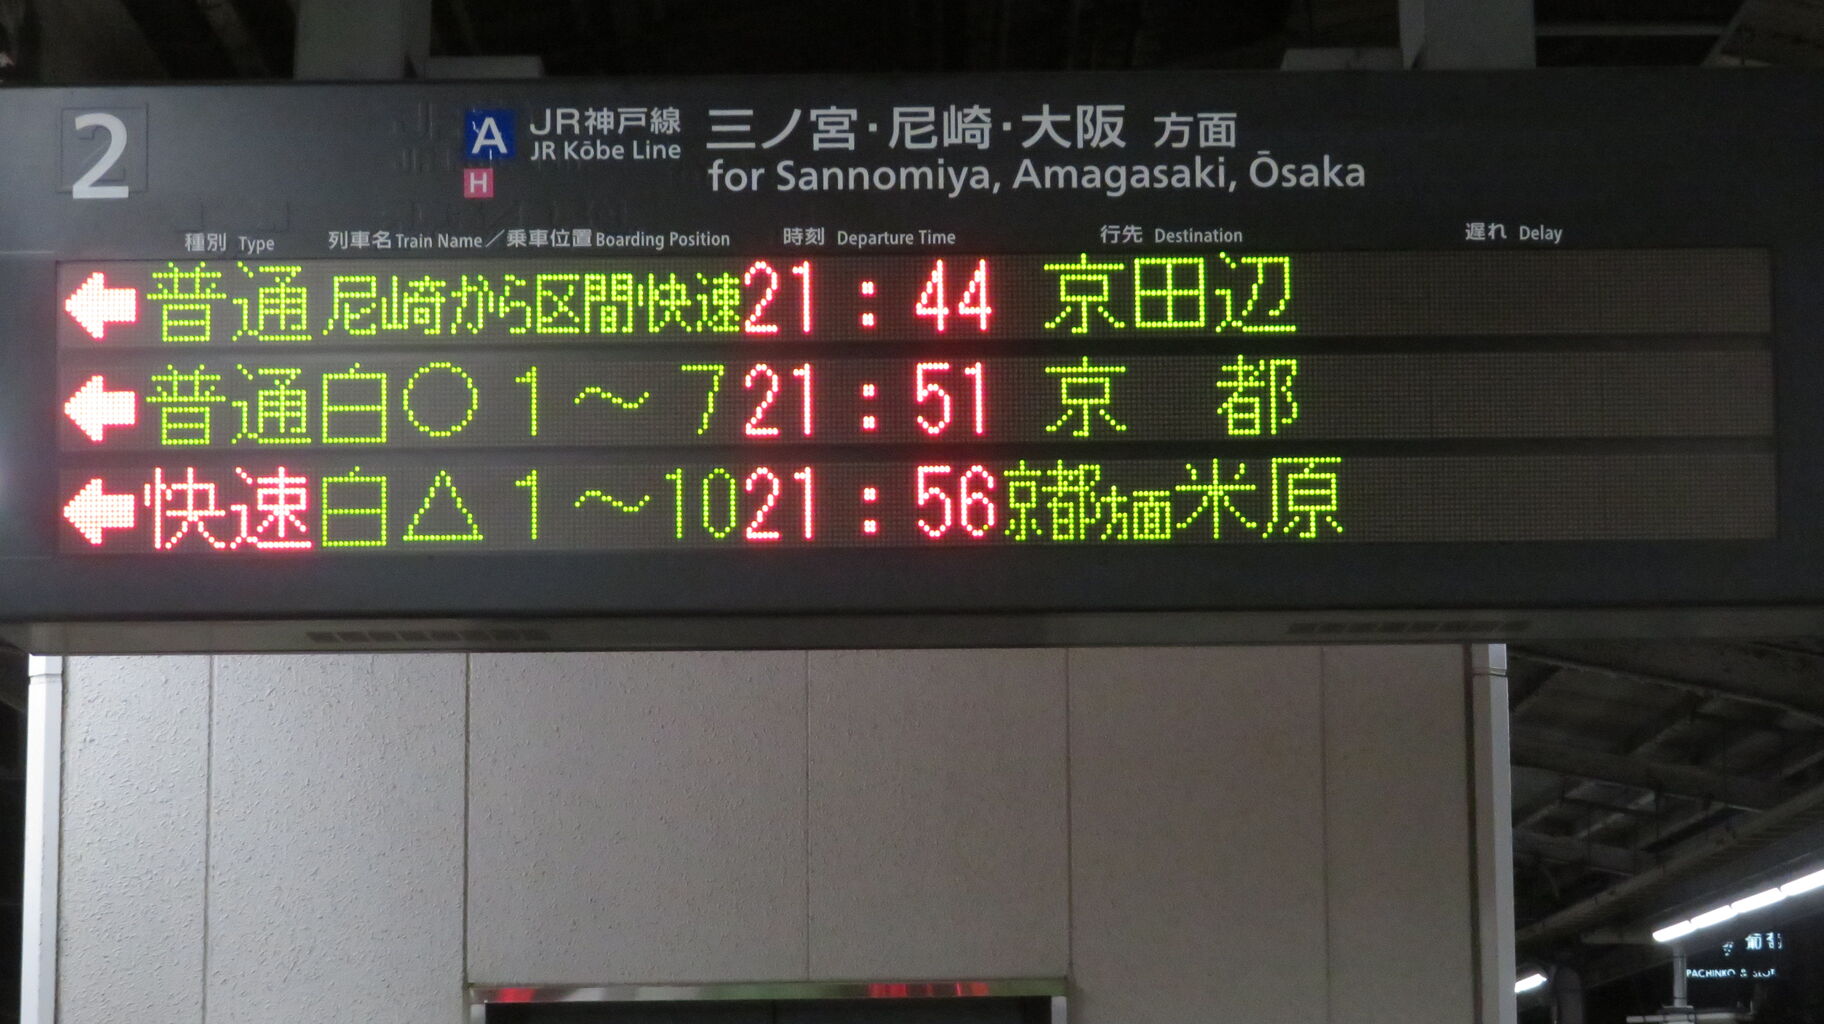 2
A JR神戸線 三ノ宮・尼崎・大阪 方面
JR Kōbe Line for Sannomiya, Amagasaki, Ōsaka
H
種別 Type 列車名 Train Name／乗車位置 Boarding Position 時刻 Departure Time 行先 Destination 遅れ Delay
← 普通 尼崎から区間快速 21:44 京田辺
← 普通 白○ 1～7 21:51 京都
← 快速 白△ 1～10 21:56 京都方面米原
PACHINKO & SLOT